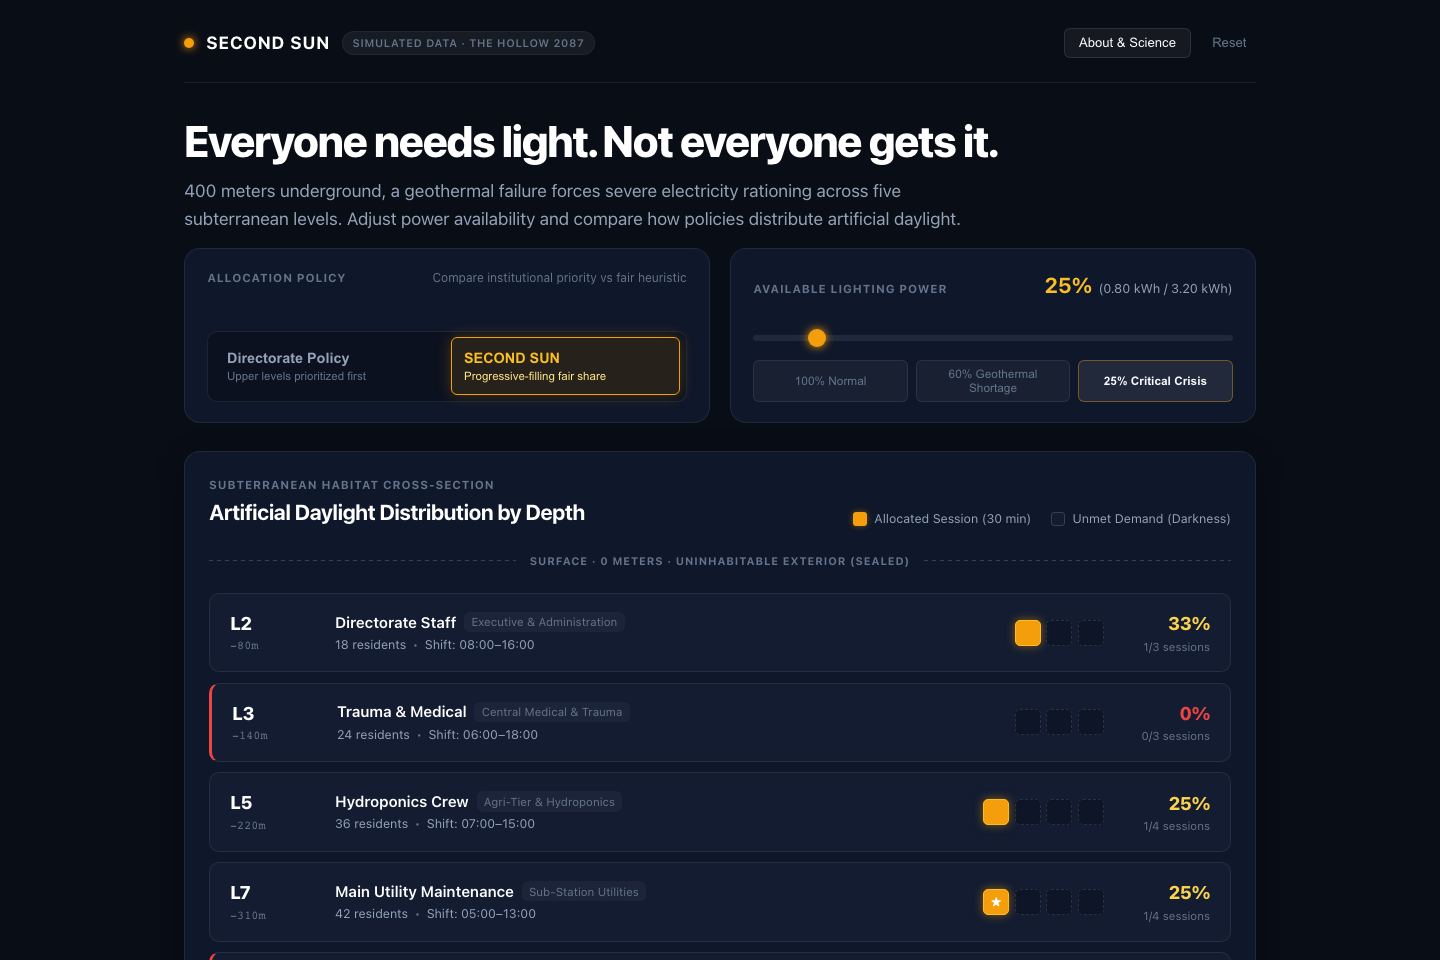 SECOND SUN
SIMULATED DATA · THE HOLLOW 2087
About & Science
Reset
Everyone needs light. Not everyone gets it.
400 meters underground, a geothermal failure forces severe electricity rationing across five
subterranean levels. Adjust power availability and compare how policies distribute artificial daylight.
ALLOCATION POLICY
Compare institutional priority vs fair heuristic
Directorate Policy
Upper levels prioritized first
SECOND SUN
Progressive-filling fair share
AVAILABLE LIGHTING POWER
25% (0.80 kWh / 3.20 kWh)
100% Normal
60% Geothermal
Shortage
25% Critical Crisis
SUBTERRANEAN HABITAT CROSS-SECTION
Artificial Daylight Distribution by Depth
Allocated Session (30 min)
Unmet Demand (Darkness)
SURFACE · 0 METERS · UNINHABITABLE EXTERIOR (SEALED)
L2
−80m
Directorate Staff
Executive & Administration
18 residents • Shift: 08:00–16:00
33%
1/3 sessions
L3
−140m
Trauma & Medical
Central Medical & Trauma
24 residents • Shift: 06:00–18:00
0%
0/3 sessions
L5
−220m
Hydroponics Crew
Agri-Tier & Hydroponics
36 residents • Shift: 07:00–15:00
25%
1/4 sessions
L7
−310m
Main Utility Maintenance
Sub-Station Utilities
42 residents • Shift: 05:00–13:00
25%
1/4 sessions